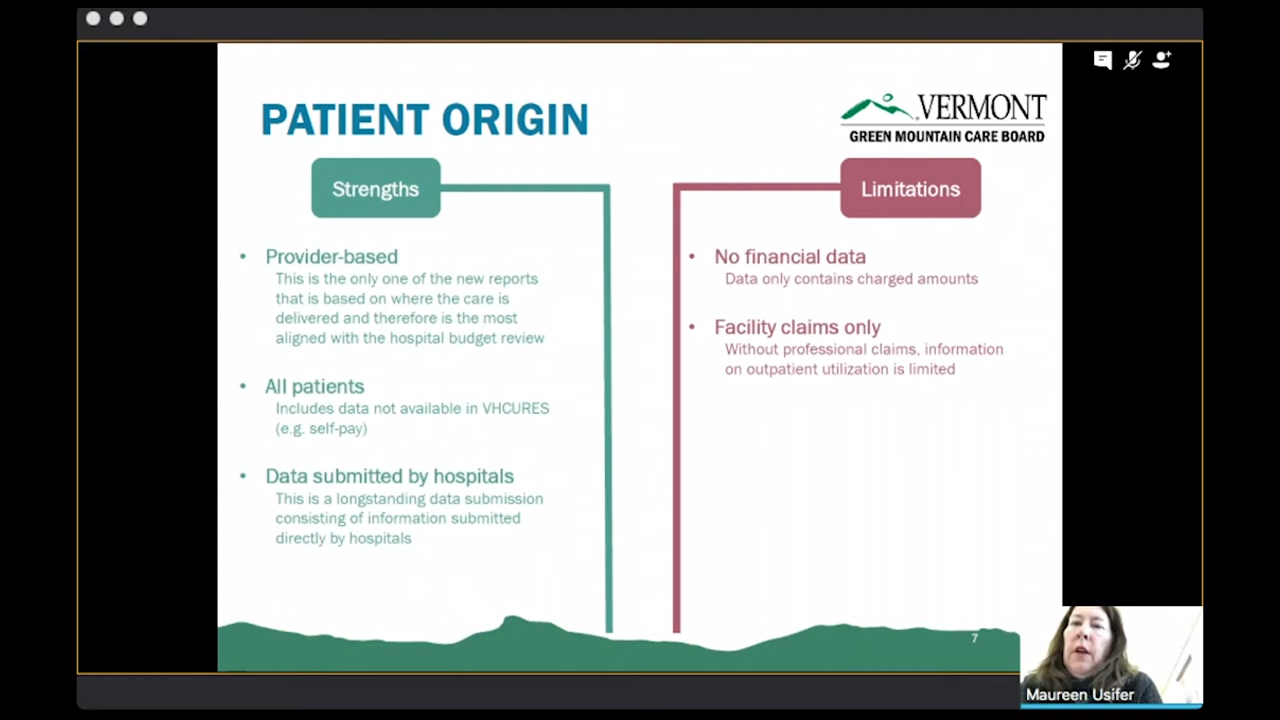 PATIENT ORIGIN
VERMONT
GREEN MOUNTAIN CARE BOARD
Strengths
• Provider-based
This is the only one of the new reports
that is based on where the care is
delivered and therefore is the most
aligned with the hospital budget review
• All patients
Includes data not available in VHCURES
(e.g. self-pay)
• Data submitted by hospitals
This is a longstanding data submission
consisting of information submitted
directly by hospitals
Limitations
• No financial data
Data only contains charged amounts
• Facility claims only
Without professional claims, information
on outpatient utilization is limited
7
Maureen Usifer